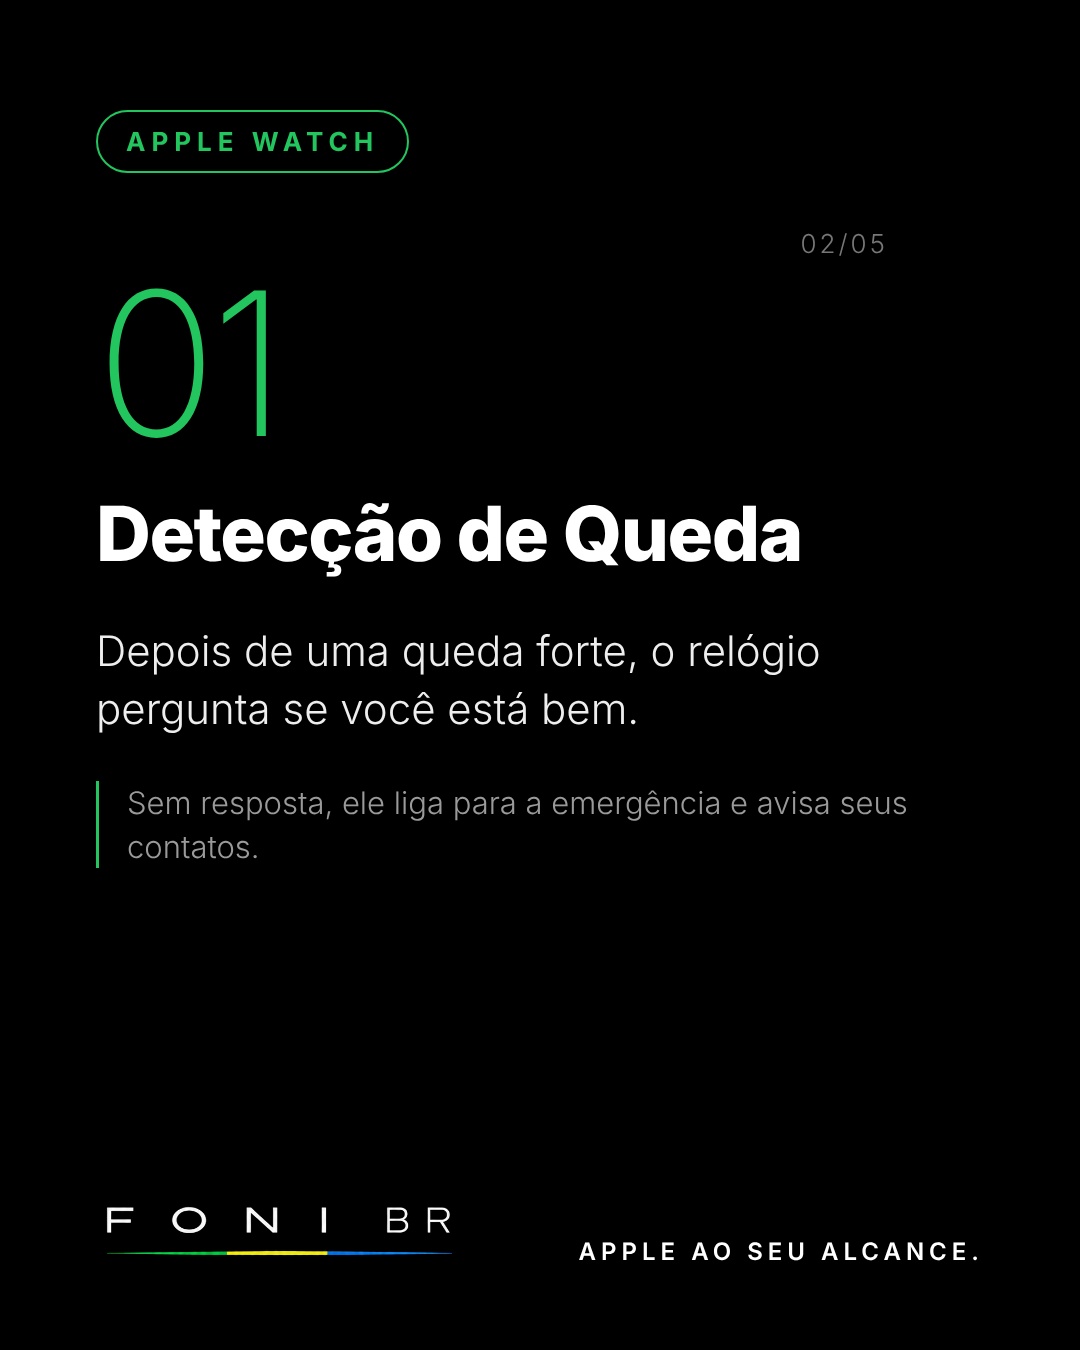 APPLE WATCH
02/05
01
Detecção de Queda
Depois de uma queda forte, o relógio
pergunta se você está bem.
Sem resposta, ele liga para a emergência e avisa seus
contatos.
FONI BR
APPLE AO SEU ALCANCE.